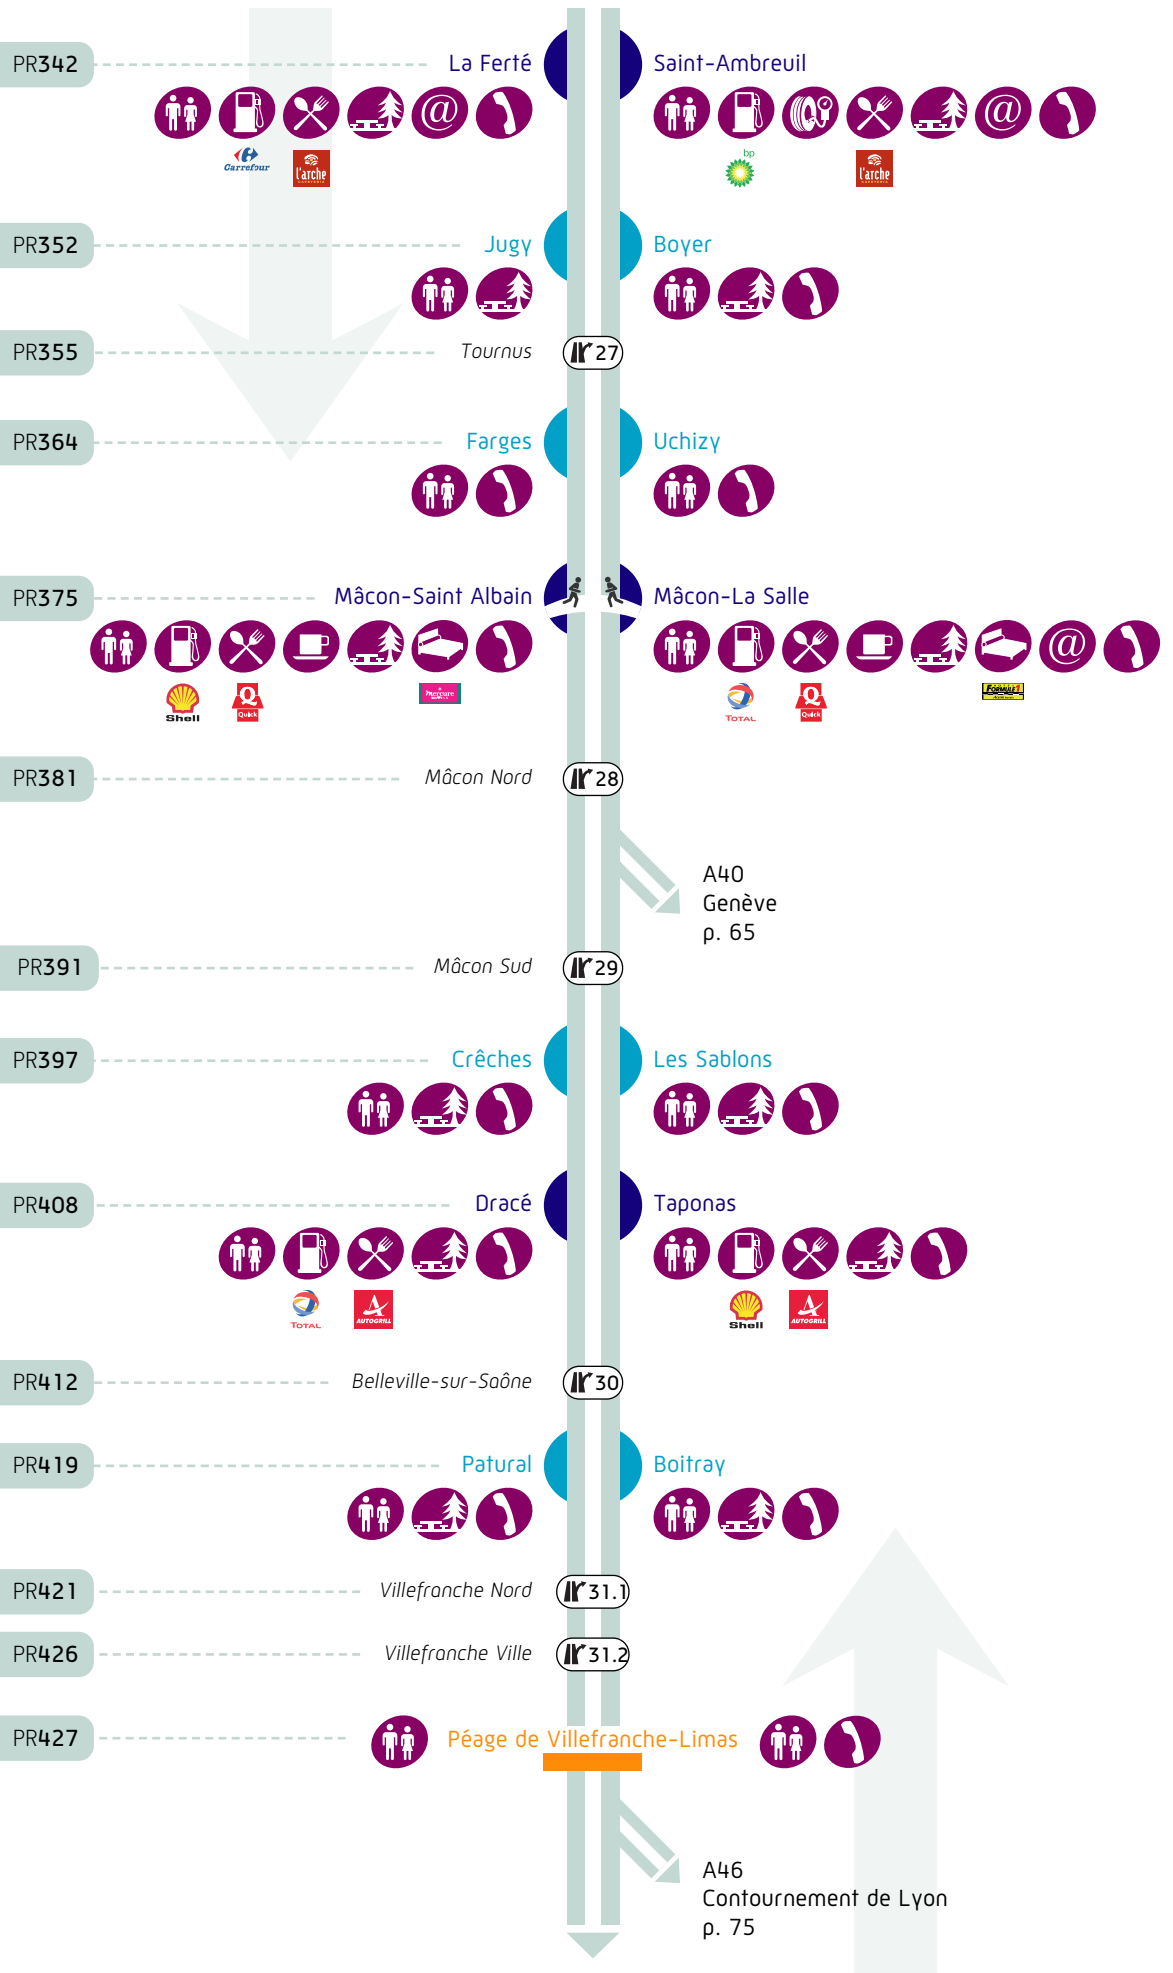 PR342
La Ferté
Saint-Ambreuil
@
@
Carrefour
l'arche
bp
l'arche
PR352
Jugy
Boyer
PR355
Tournus
27
PR364
Farges
Uchizy
PR375
Mâcon-Saint Albain
Mâcon-La Salle
@
Shell
Q
Quick
Mercure
TOTAL
Q
Quick
FORMULE1
PR381
Mâcon Nord
28
A40
Genève
p. 65
PR391
Mâcon Sud
29
PR397
Crêches
Les Sablons
PR408
Dracé
Taponas
TOTAL
A
AUTOGRILL
Shell
A
AUTOGRILL
PR412
Belleville-sur-Saône
30
PR419
Patural
Boitray
PR421
Villefranche Nord
31.1
PR426
Villefranche Ville
31.2
PR427
Péage de Villefranche-Limas
A46
Contournement de Lyon
p. 75